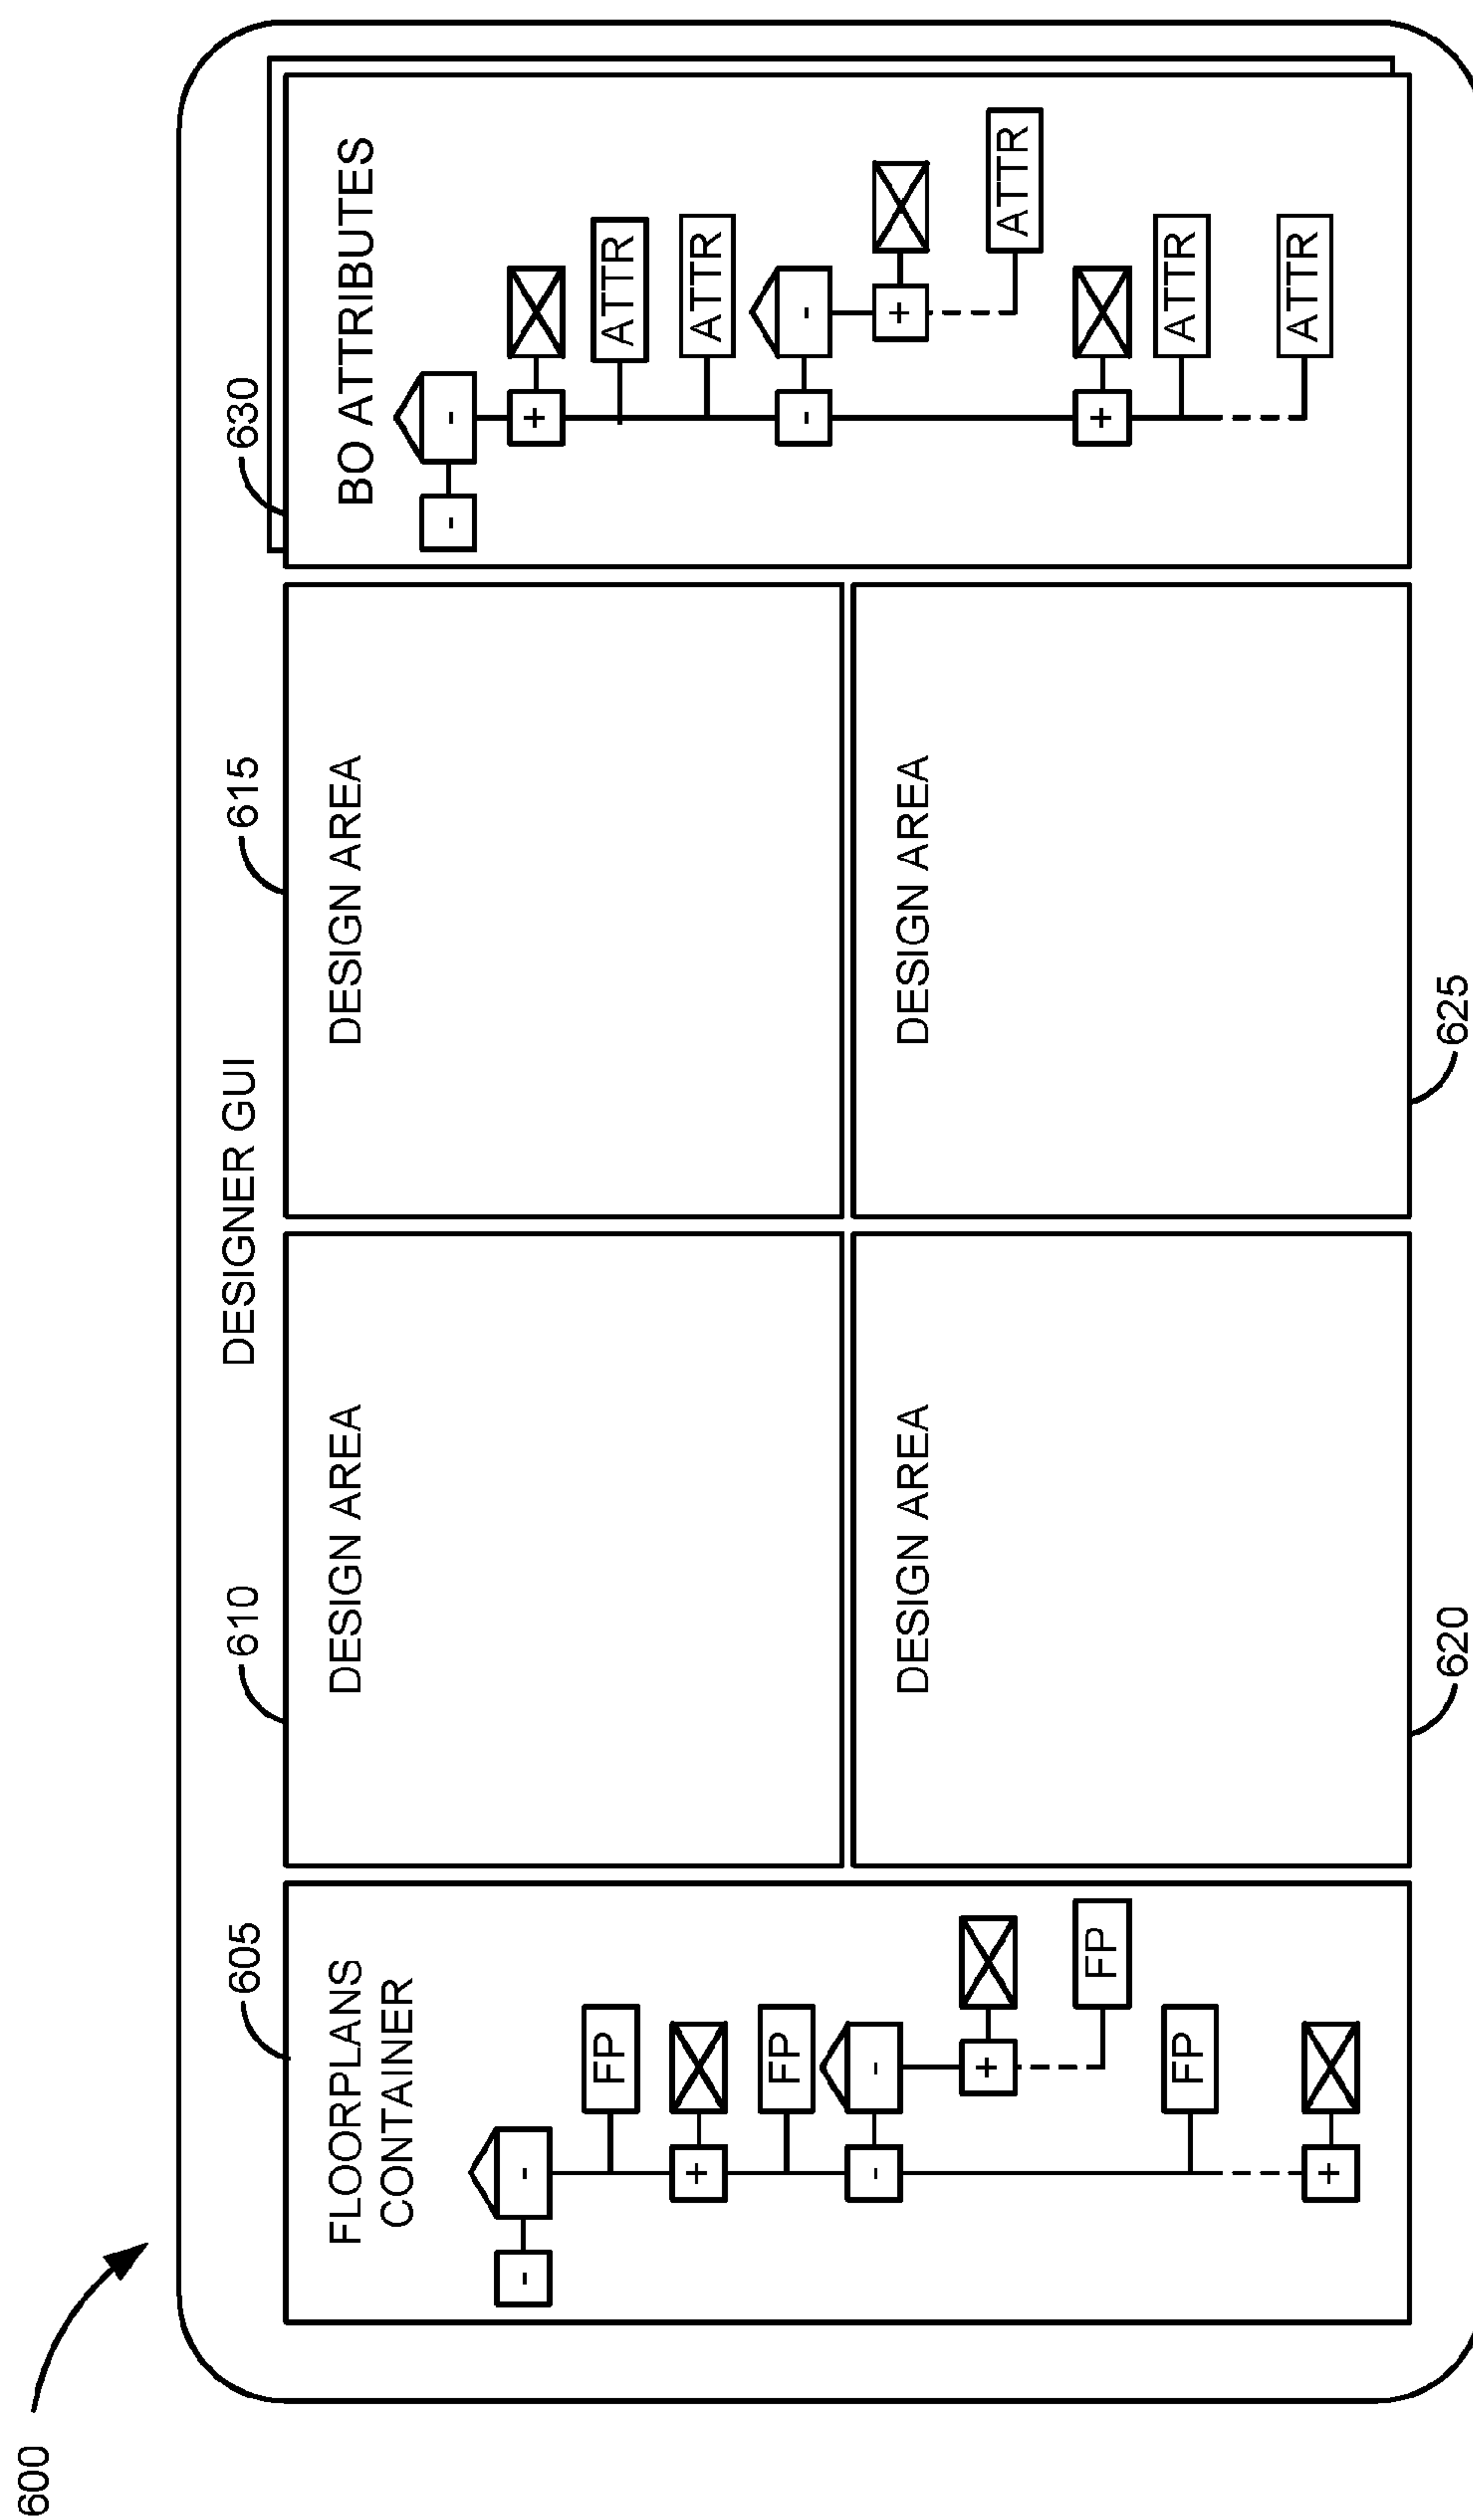 600
DESIGNER GUI
605
610
615
630
FLOORPLANS
CONTAINER
-
-
FP
+
FP
-
-
+
FP
FP
+
DESIGN AREA
DESIGN AREA
DESIGN AREA
DESIGN AREA
620
625
BO ATTRIBUTES
-
-
+
ATTR
ATTR
-
-
+
ATTR
+
ATTR
ATTR